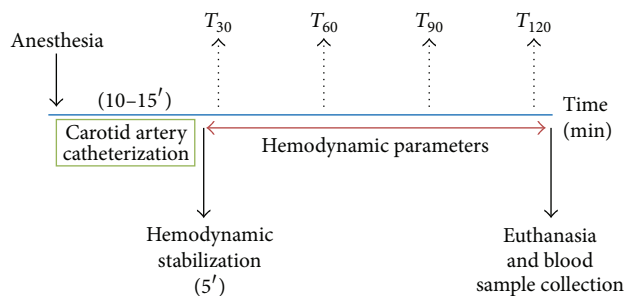 T30 T60 T90 T120
Anesthesia
(10–15′)
Time
(min)
Carotid artery
catheterization
Hemodynamic parameters
Hemodynamic
stabilization
(5′)
Euthanasia
and blood
sample collection